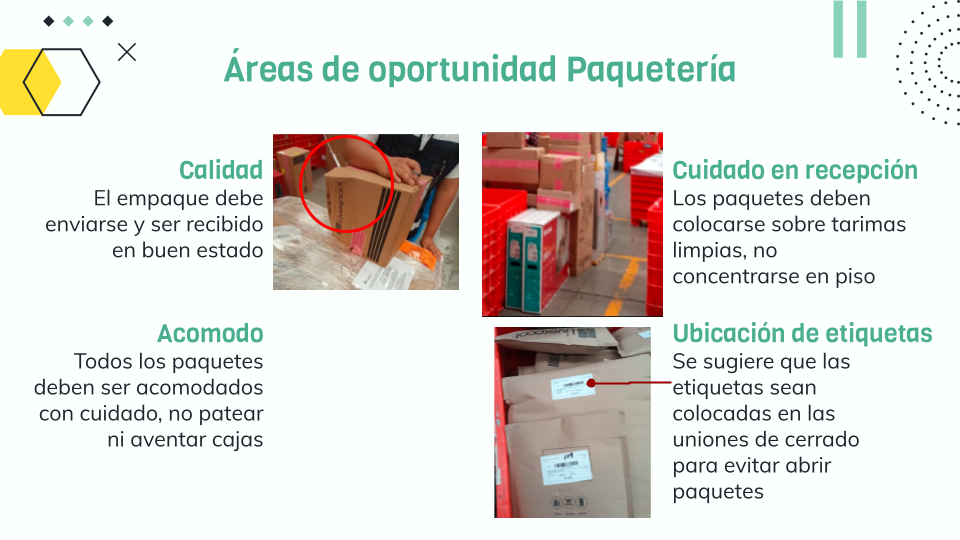 Áreas de oportunidad Paquetería
Calidad
El empaque debe
enviarse y ser recibido
en buen estado
Cuidado en recepción
Los paquetes deben
colocarse sobre tarimas
limpias, no
concentrarse en piso
Acomodo
Todos los paquetes
deben ser acomodados
con cuidado, no patear
ni aventar cajas
Ubicación de etiquetas
Se sugiere que las
etiquetas sean
colocadas en las
uniones de cerrado
para evitar abrir
paquetes